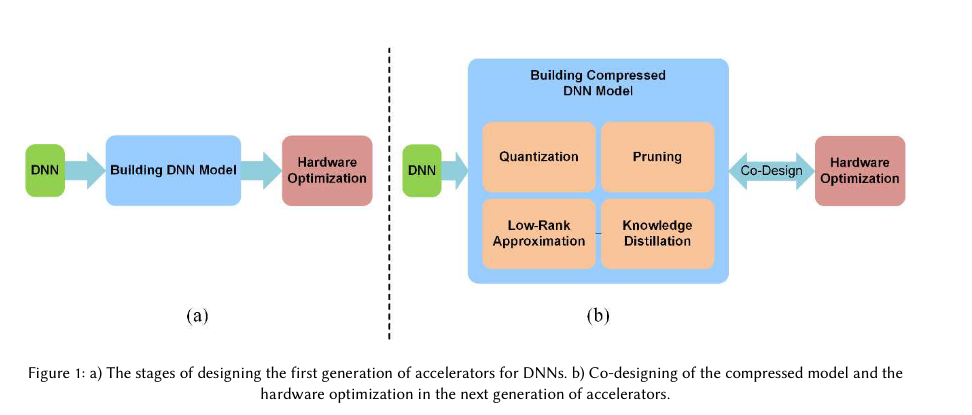 DNN
Building DNN Model
Hardware
Optimization
(a)
DNN
Building Compressed
DNN Model
Quantization
Pruning
Low-Rank
Approximation
Knowledge
Distillation
Co-Design
Hardware
Optimization
(b)
Figure 1: a) The stages of designing the first generation of accelerators for DNNs. b) Co-designing of the compressed model and the
hardware optimization in the next generation of accelerators.